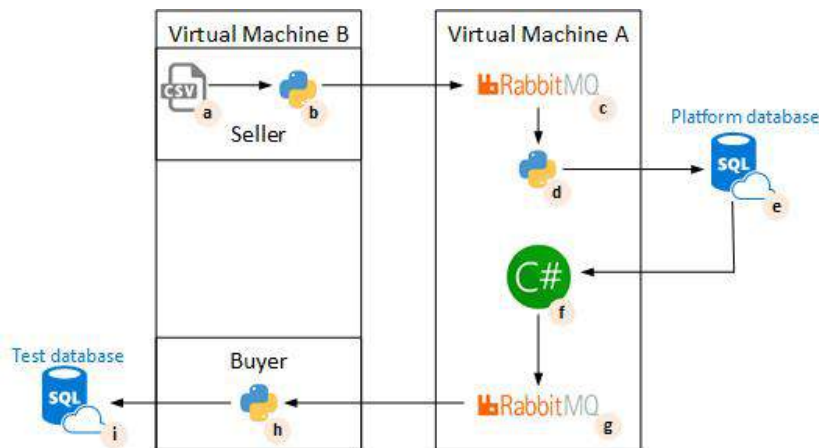 Virtual Machine B
Virtual Machine A
CSV
a
b
Seller
RabbitMQ
c
Platform database
SQL
d
e
C#
f
Test database
Buyer
SQL
RabbitMQ
i
h
g